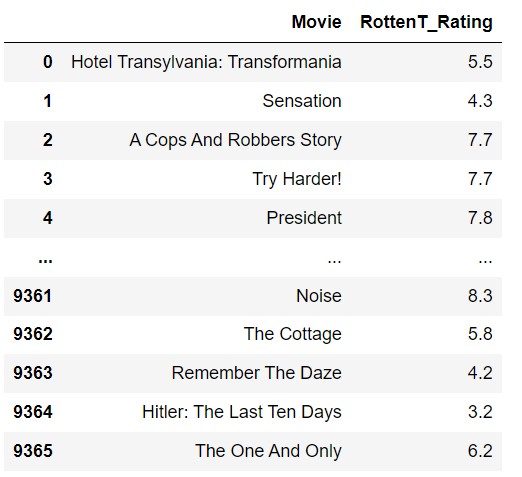 Movie RottenT_Rating
0 Hotel Transylvania: Transformania 5.5
1 Sensation 4.3
2 A Cops And Robbers Story 7.7
3 Try Harder! 7.7
4 President 7.8
... ... ...
9361 Noise 8.3
9362 The Cottage 5.8
9363 Remember The Daze 4.2
9364 Hitler: The Last Ten Days 3.2
9365 The One And Only 6.2